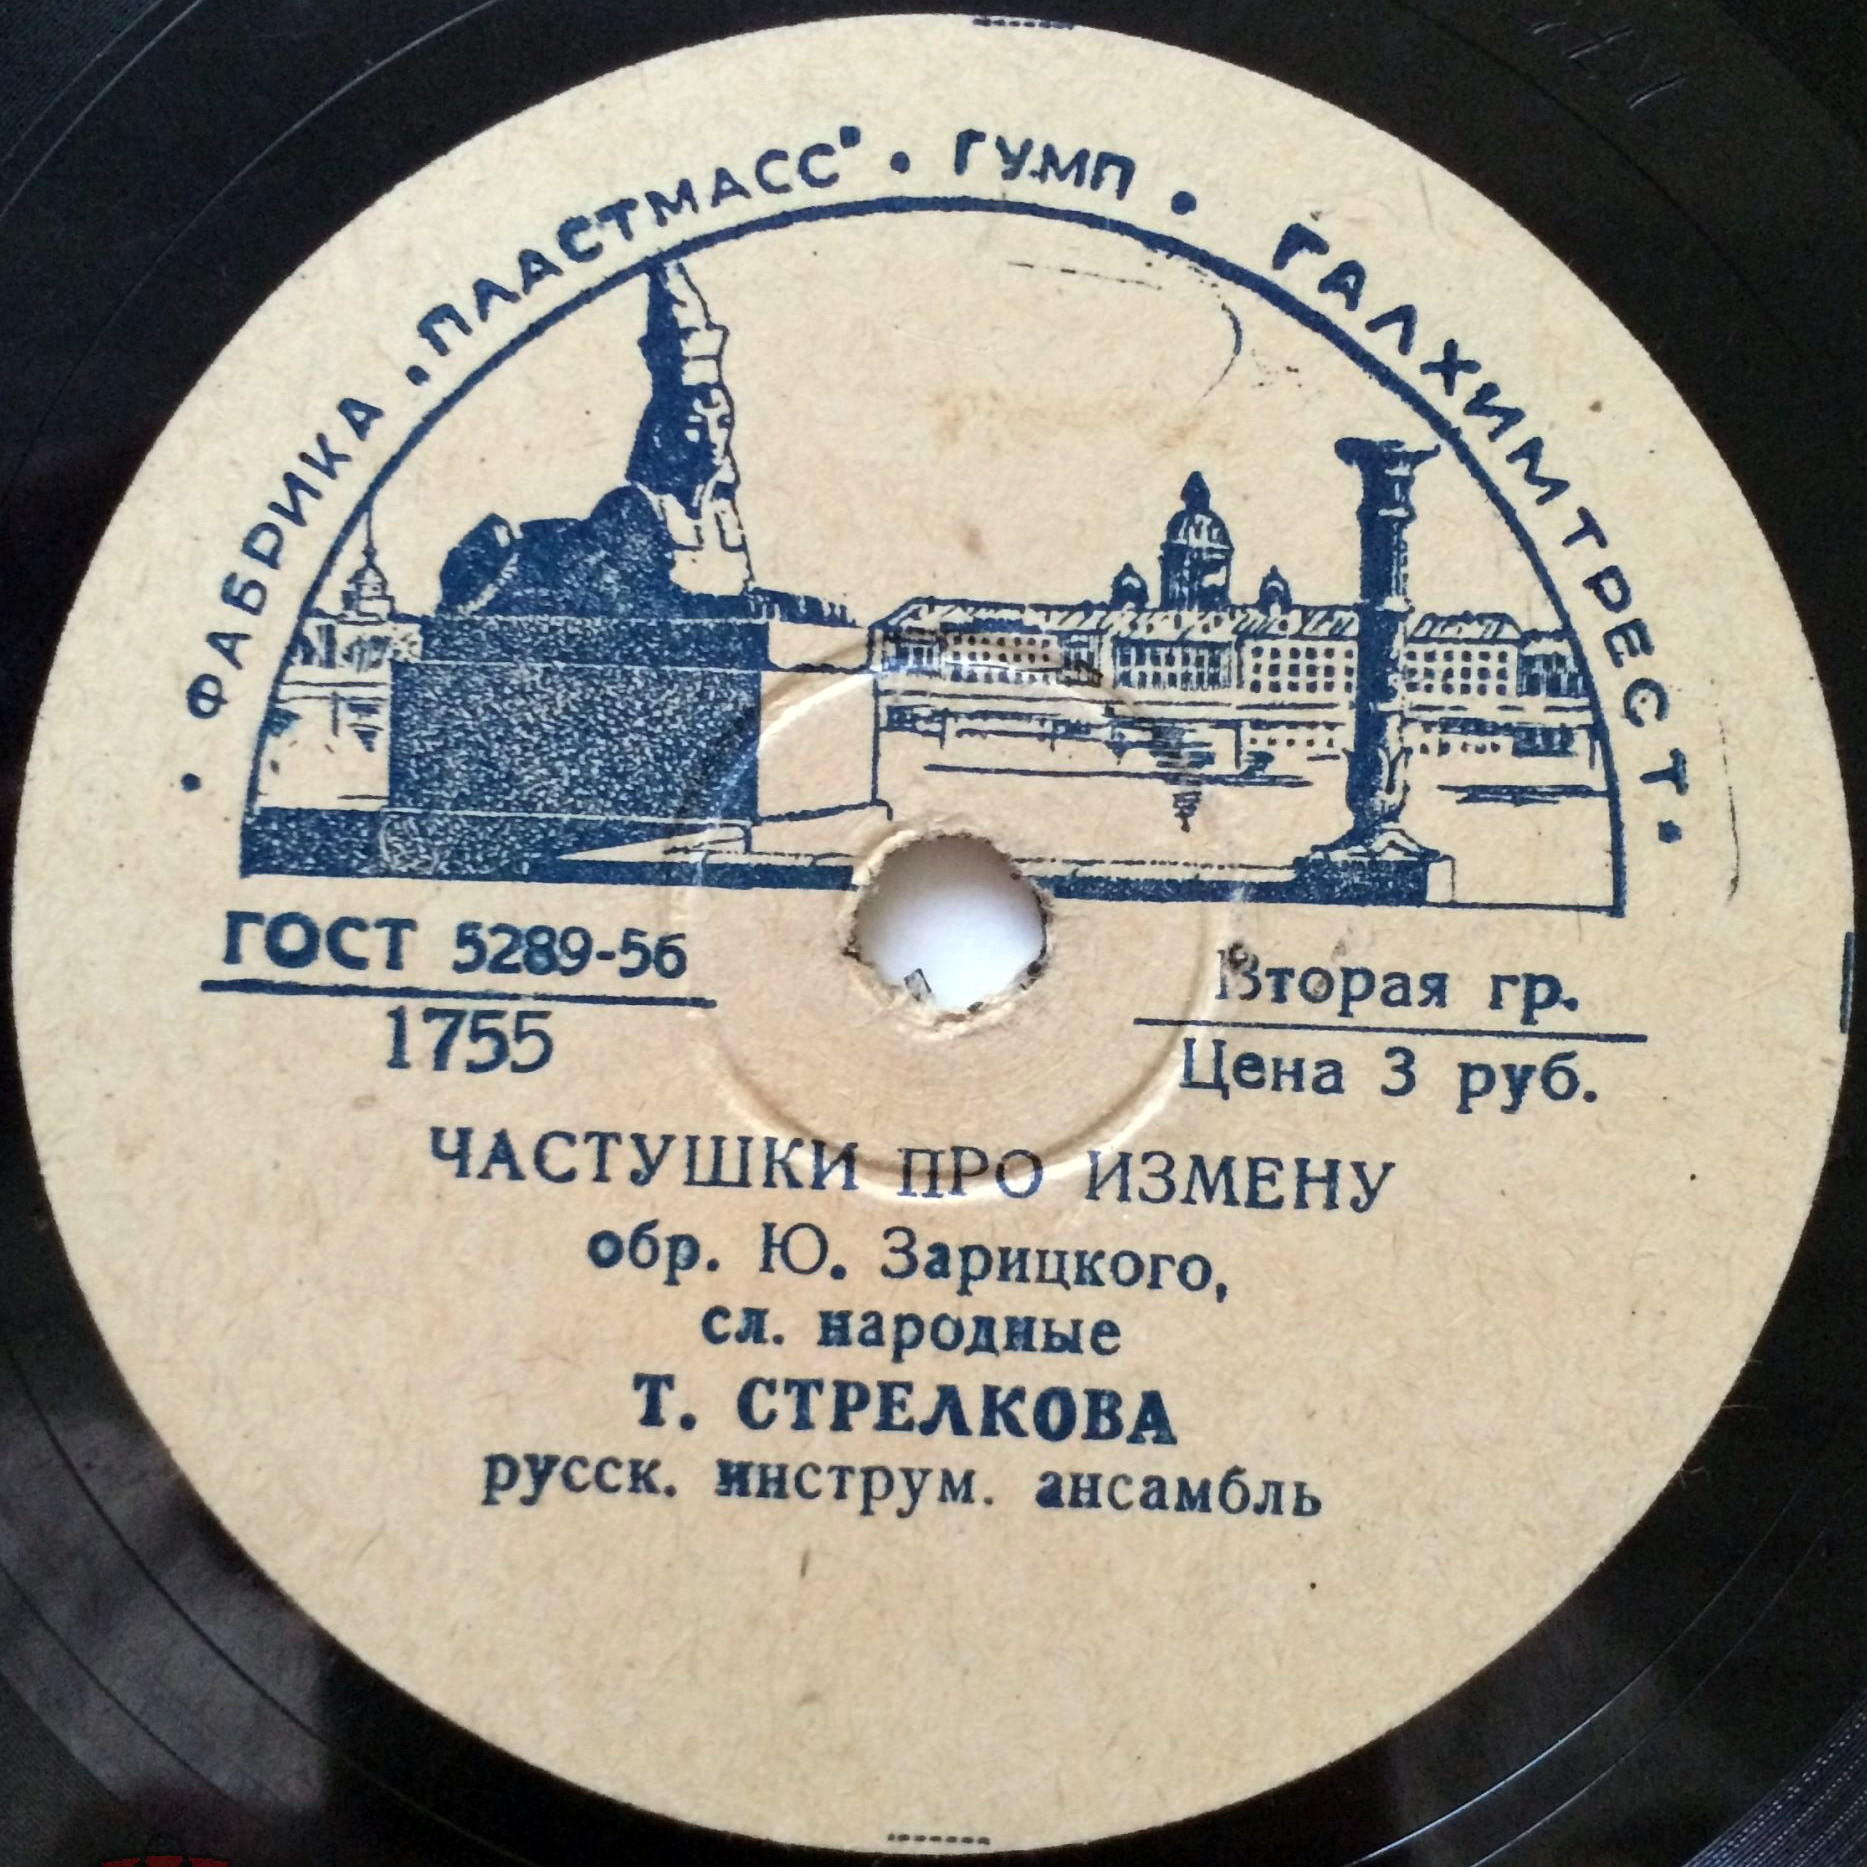 • ФАБРИКА „ПЛАСТМАСС" • ГУМП • ГАЛХИМТРЕСТ •
ГОСТ 5289-56
1755
Вторая гр.
Цена 3 руб.
ЧАСТУШКИ ПРО ИЗМЕНУ
обр. Ю. Зарицкого,
сл. народные
Т. СТРЕЛКОВА
русск. инструм. ансамбль